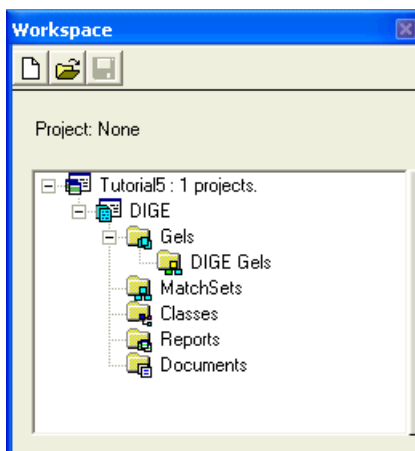 Workspace
Project: None
Tutorial5 : 1 projects.
DIGE
Gels
DIGE Gels
MatchSets
Classes
Reports
Documents